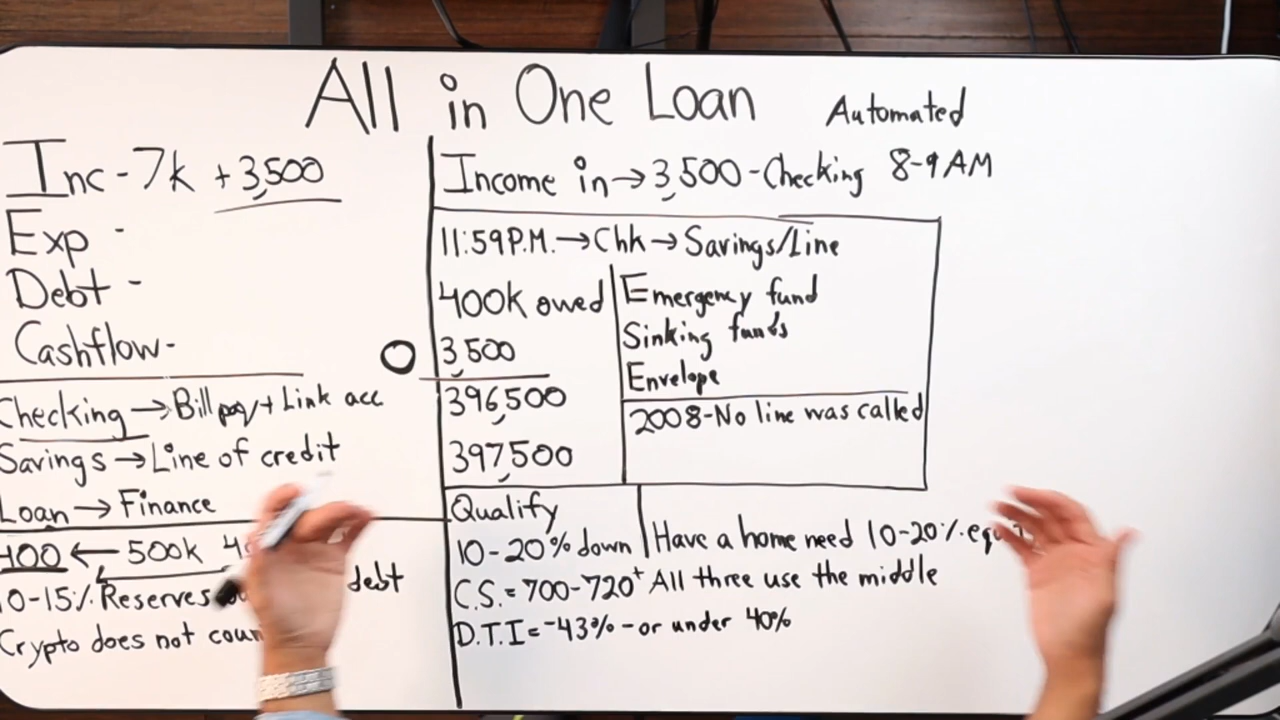 All in One Loan Automated
Inc - 7k + 3,500
Exp -
Debt -
Cashflow -
Checking → Bill pay + Link acc
Savings → Line of credit
Loan → Finance
400 ← 500k
10-15% Reserves debt
Crypto does not
Income in → 3,500 - Checking 8-9 AM
11:59 P.M. → Chk → Savings/Line
400K owed
3,500
396,500
397,500
Emergency fund
Sinking funds
Envelope
2008 - No line was called
Qualify
10-20% down
Have a home need 10-20%
C.S. = 700-720+ All three use the middle
D.T.I = -43% - or under 40%